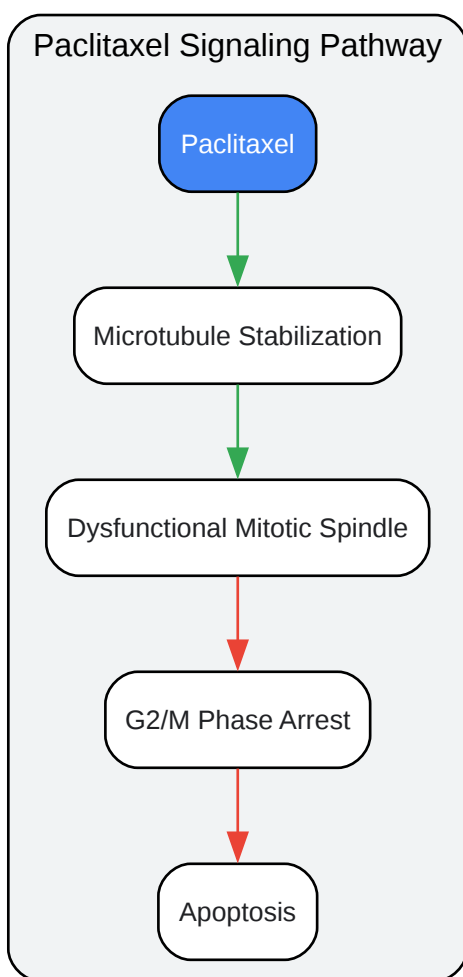 Paclitaxel Signaling Pathway
Paclitaxel
Microtubule Stabilization
Dysfunctional Mitotic Spindle
G2/M Phase Arrest
Apoptosis